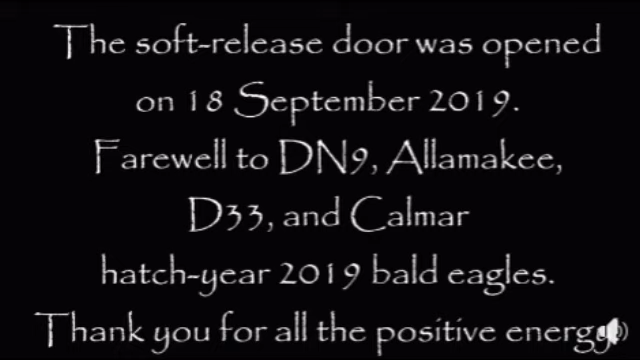 The soft-release door was opened
on 18 September 2019.
Farewell to DN9, Allamakee,
D33, and Calmar
hatch-year 2019 bald eagles.
Thank you for all the positive energy